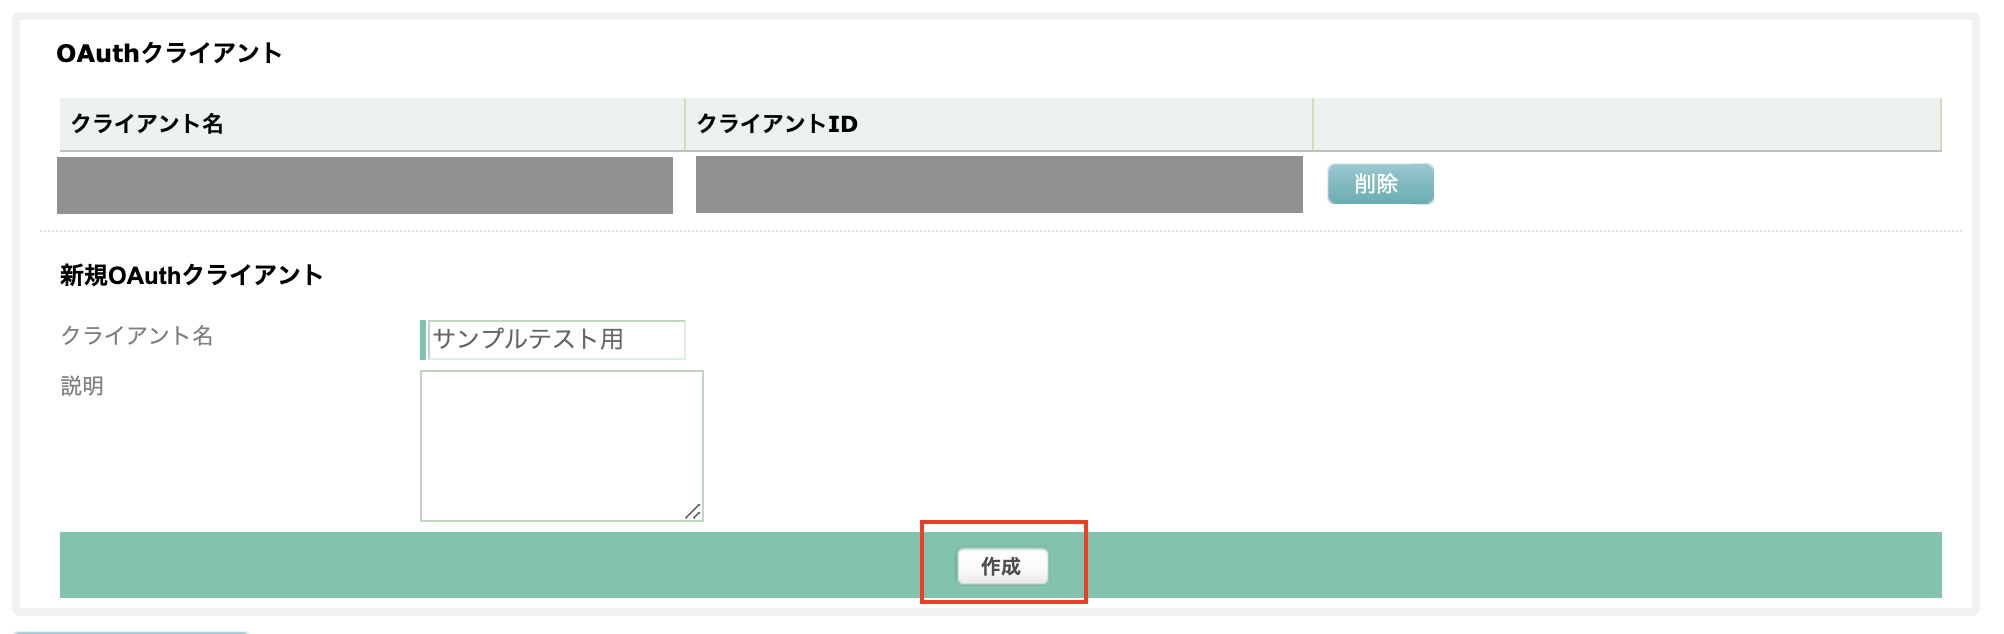 OAuthクライアント
クライアント名 クライアントID
削除
新規OAuthクライアント
クライアント名 サンプルテスト用
説明
作成